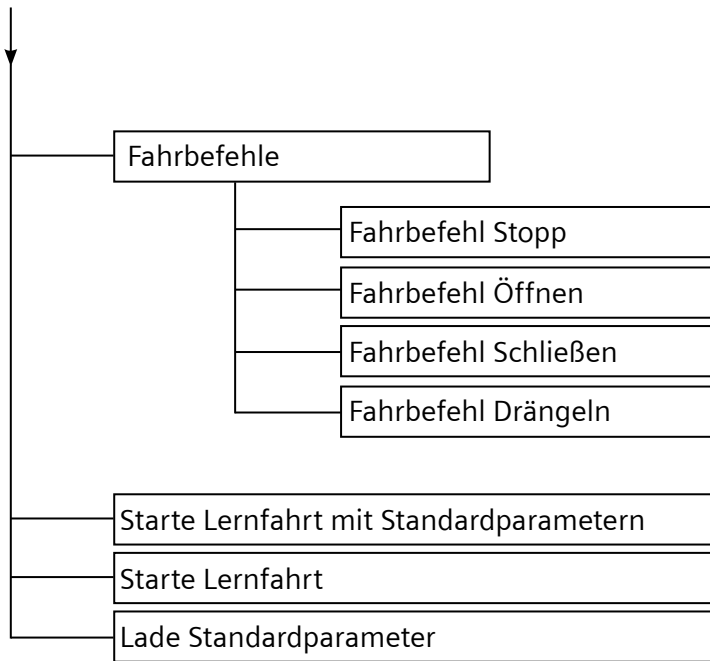 Fahrbefehle
Fahrbefehl Stopp
Fahrbefehl Öffnen
Fahrbefehl Schließen
Fahrbefehl Drängeln
Starte Lernfahrt mit Standardparametern
Starte Lernfahrt
Lade Standardparameter